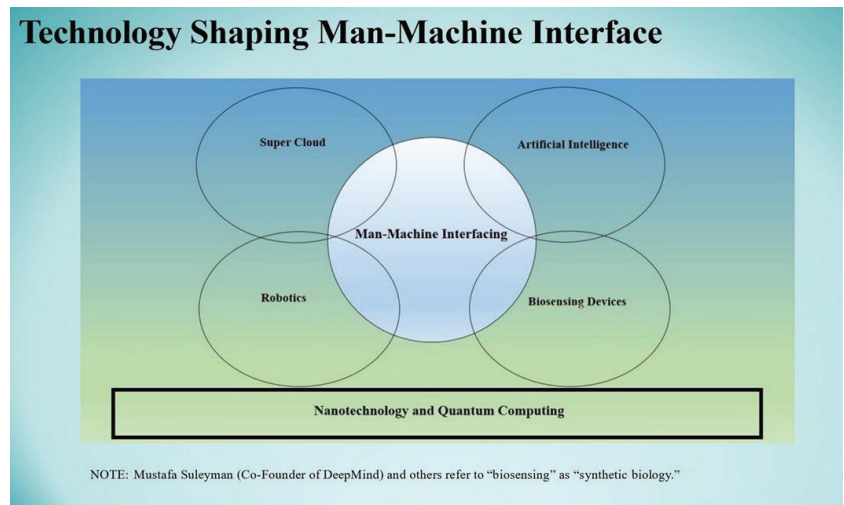 Technology Shaping Man-Machine Interface
Super Cloud
Artificial Intelligence
Man-Machine Interfacing
Robotics
Biosensing Devices
Nanotechnology and Quantum Computing
NOTE: Mustafa Suleyman (Co-Founder of DeepMind) and others refer to “biosensing” as “synthetic biology.”